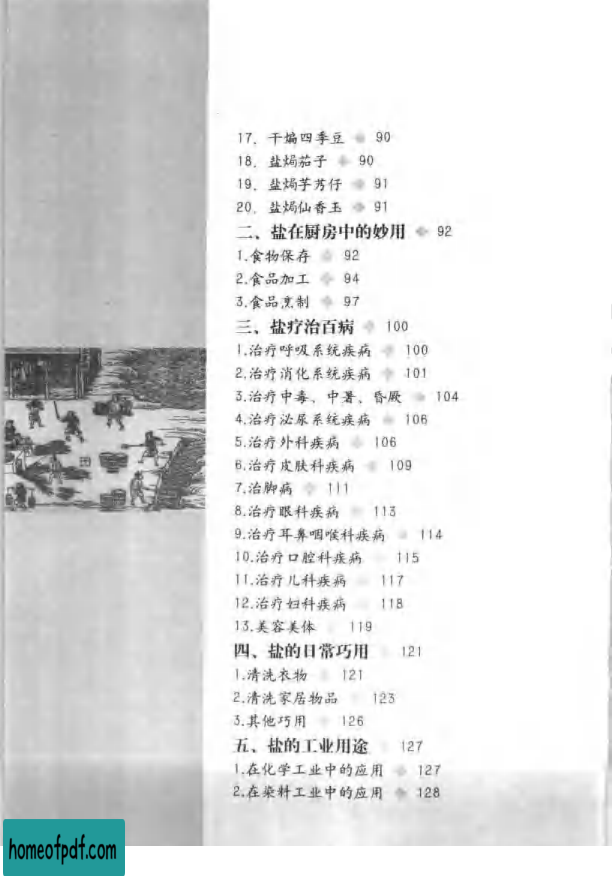 17. 干煸四季豆 90
18. 盐焗茄子 90
19. 盐焗芋艿仔 91
20. 盐焗仙香玉 91
二、盐在厨房中的妙用 92
1.食物保存 92
2.食品加工 94
3.食品烹制 97
三、盐疗治百病 100
1.治疗呼吸系统疾病 100
2.治疗消化系统疾病 101
3.治疗中毒、中暑、昏厥 104
4.治疗泌尿系统疾病 106
5.治疗外科疾病 106
6.治疗皮肤科疾病 109
7.治脚病 111
8.治疗眼科疾病 113
9.治疗耳鼻咽喉科疾病 114
10.治疗口腔科疾病 115
11.治疗儿科疾病 117
12.治疗妇科疾病 118
13.美容美体 119
四、盐的日常巧用 121
1.清洗衣物 121
2.清洗家居物品 123
3.其他巧用 126
五、盐的工业用途 127
1.在化学工业中的应用 127
2.在染料工业中的应用 128
homeofpdf.com